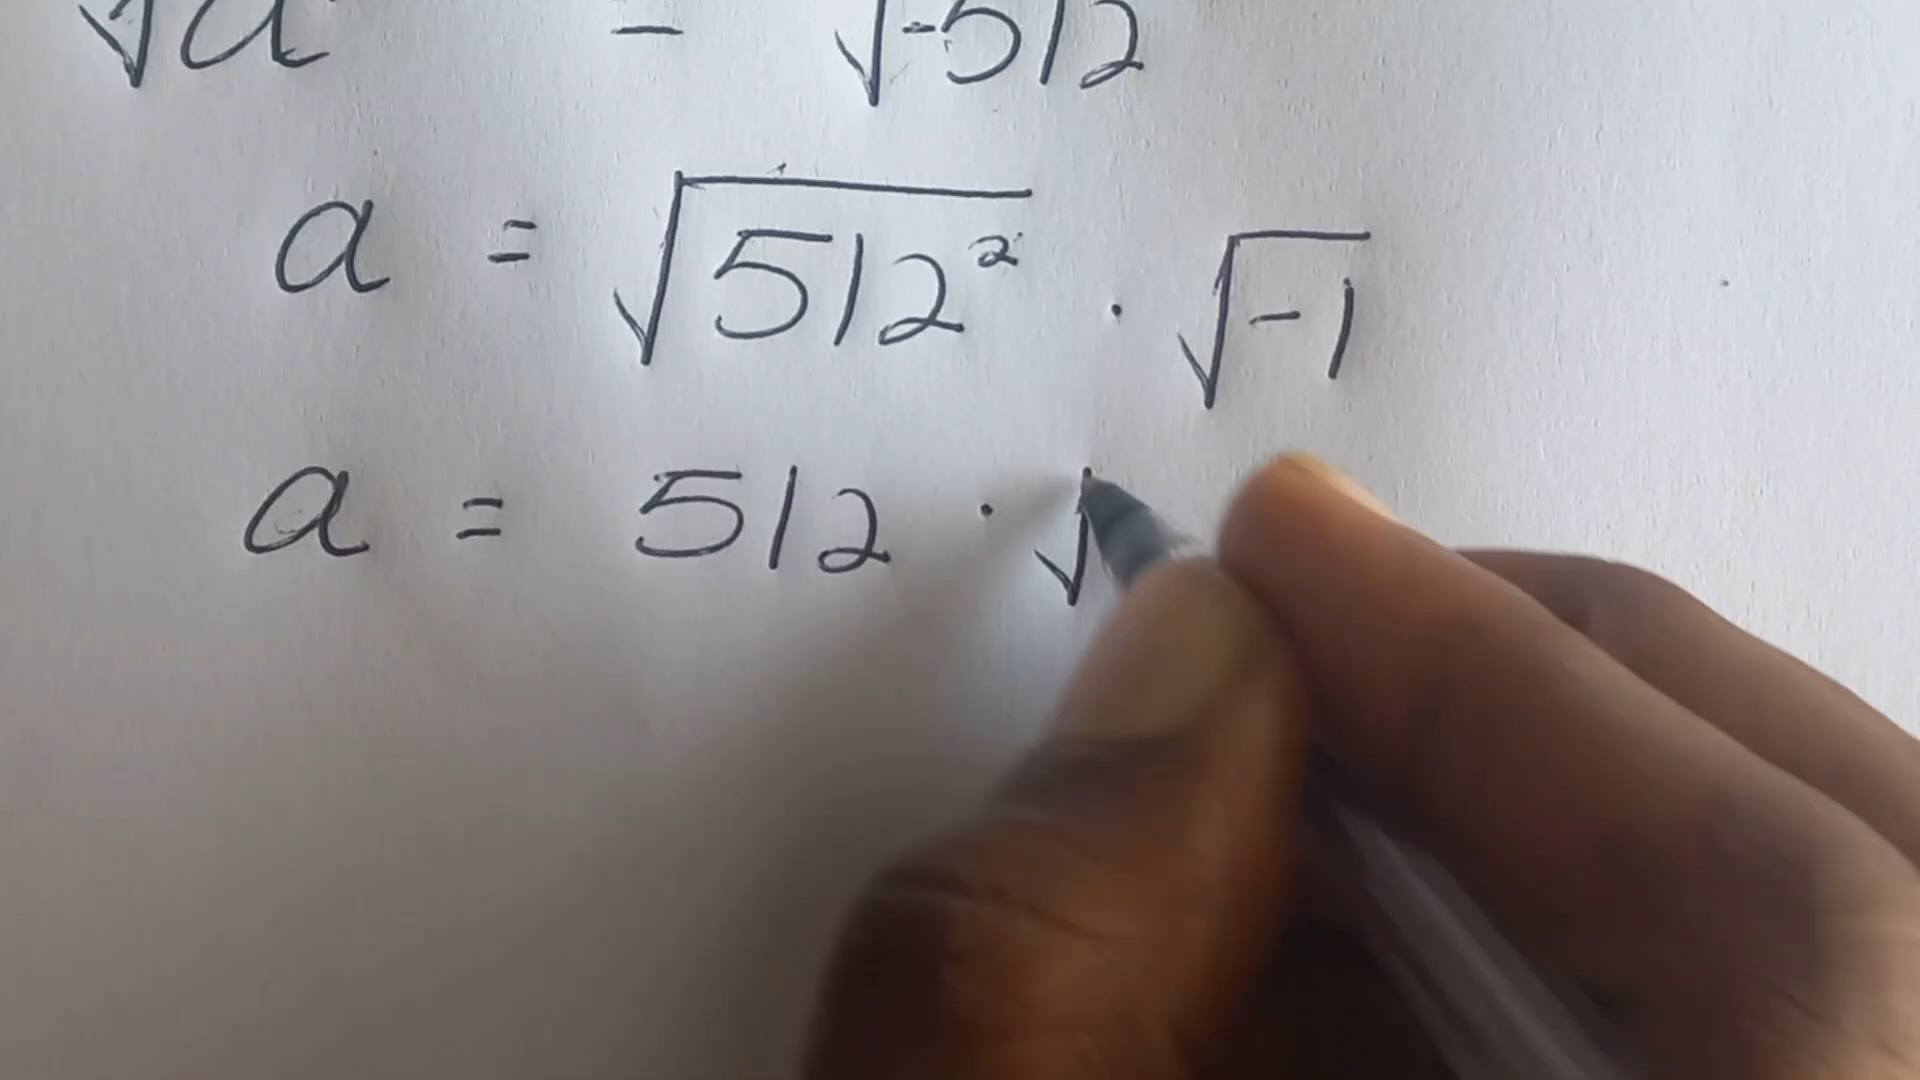 √a = √-512
a = √512² · √-1
a = 512 · √